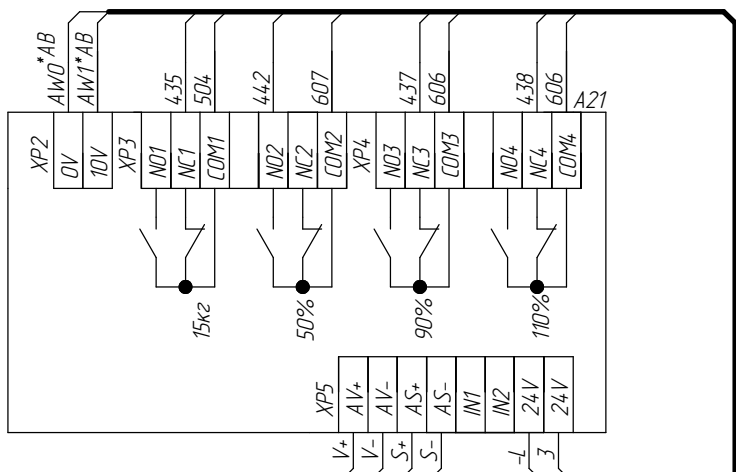 AW0*AB
AW1*AB
435
504
442
607
437
606
438
606
A21
XP2
0V
10V
XP3
NO1
NC1
COM1
NO2
NC2
COM2
XP4
NO3
NC3
COM3
NO4
NC4
COM4
15кг
50%
90%
110%
XP5
AV+
AV-
AS+
AS-
IN1
IN2
24V
24V
V+
V-
S+
S-
-L
3